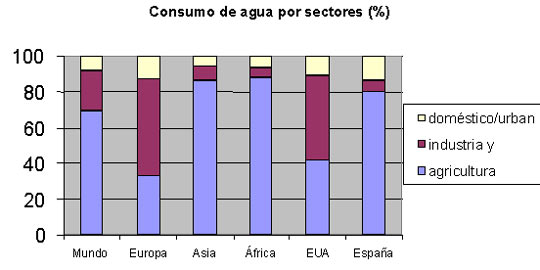 Consumo de agua por sectores (%)
100
80
60
40
20
0
Mundo Europa Asia África EUA España
doméstico/urban
industria y
agricultura